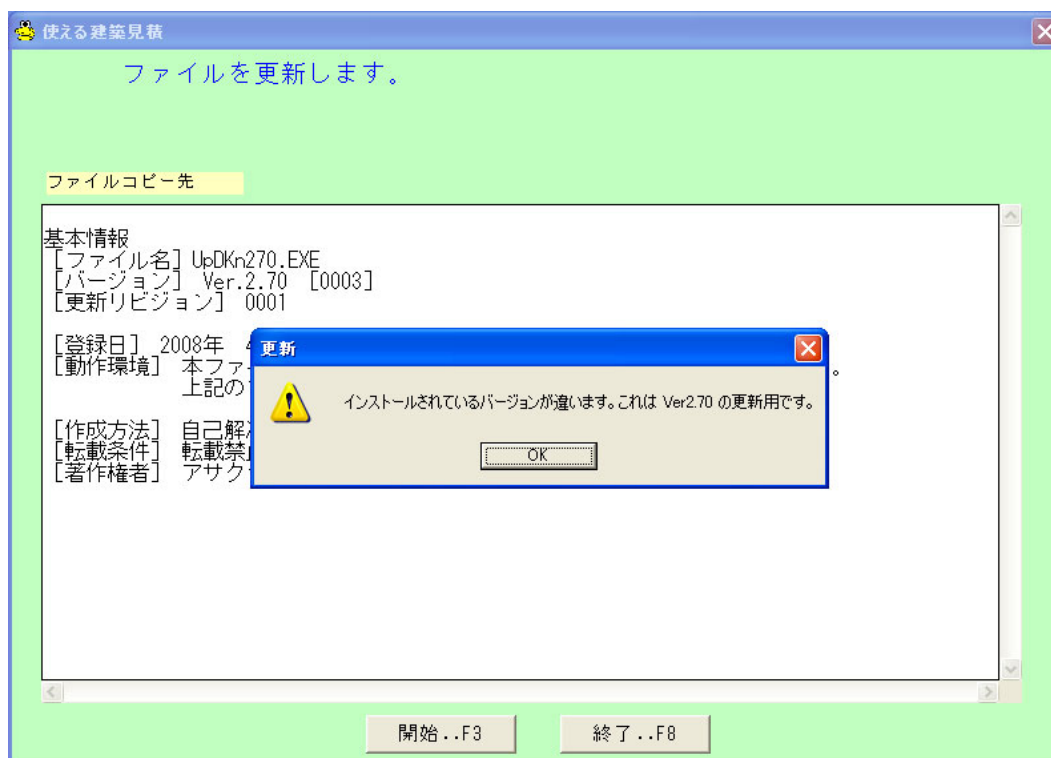 使える建築見積
ファイルを更新します。
ファイルコピー先
基本情報
[ファイル名] UpDKn270.EXE
[バージョン] Ver.2.70 [0003]
[更新リビジョン] 0001
[登録日] 2008年
[動作環境] 本ファ 。
上記の
[作成方法] 自己解
[転載条件] 転載禁
[著作権者] アサク
更新
インストールされているバージョンが違います。これは Ver2.70 の更新用です。
OK
開始..F3
終了..F8